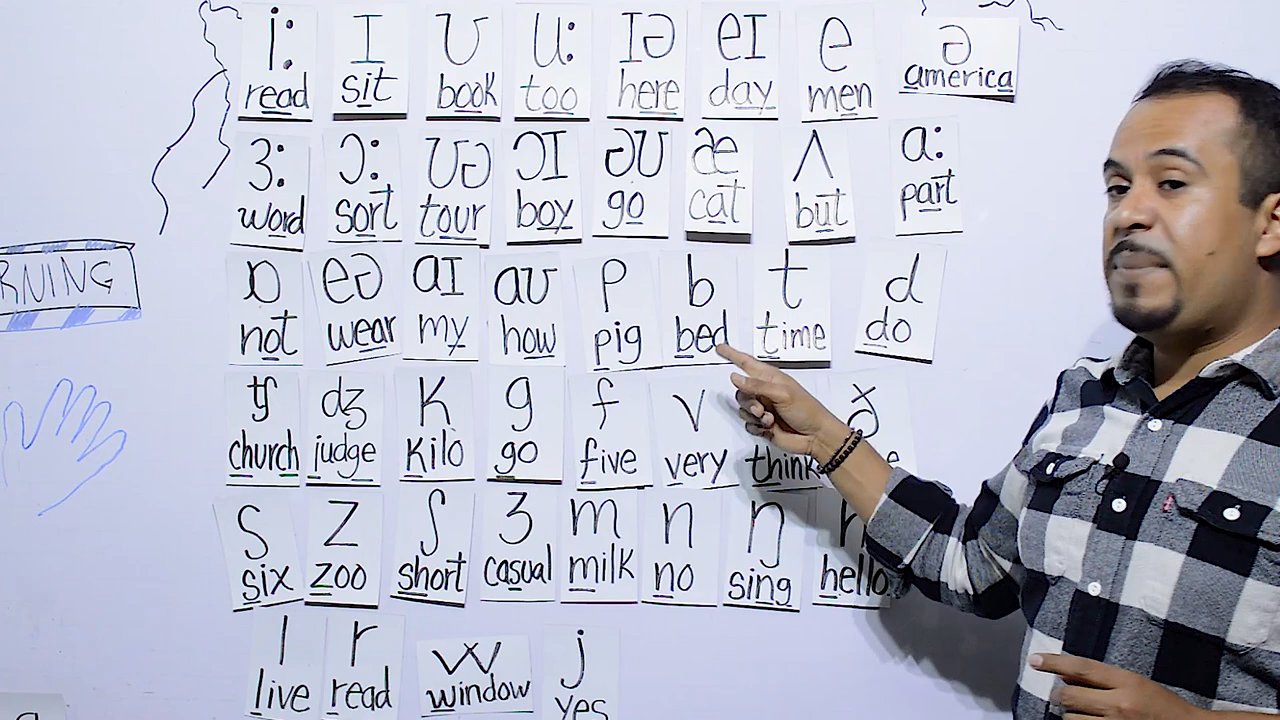 i: ɪ ʊ u: ɪə eɪ e ə
read sit book too here day men america
ɜ: ɔ: ʊə ɔɪ əʊ æ ʌ a:
word sort tour boy go cat but part
ɒ eə aɪ aʊ p b t d
not wear my how pig bed time do
RNING
tʃ dʒ k g f v ð
church judge kilo go five very think e
s z ʃ ʒ m n ŋ h
six zoo short casual milk no sing hello
l r w j
live read window yes